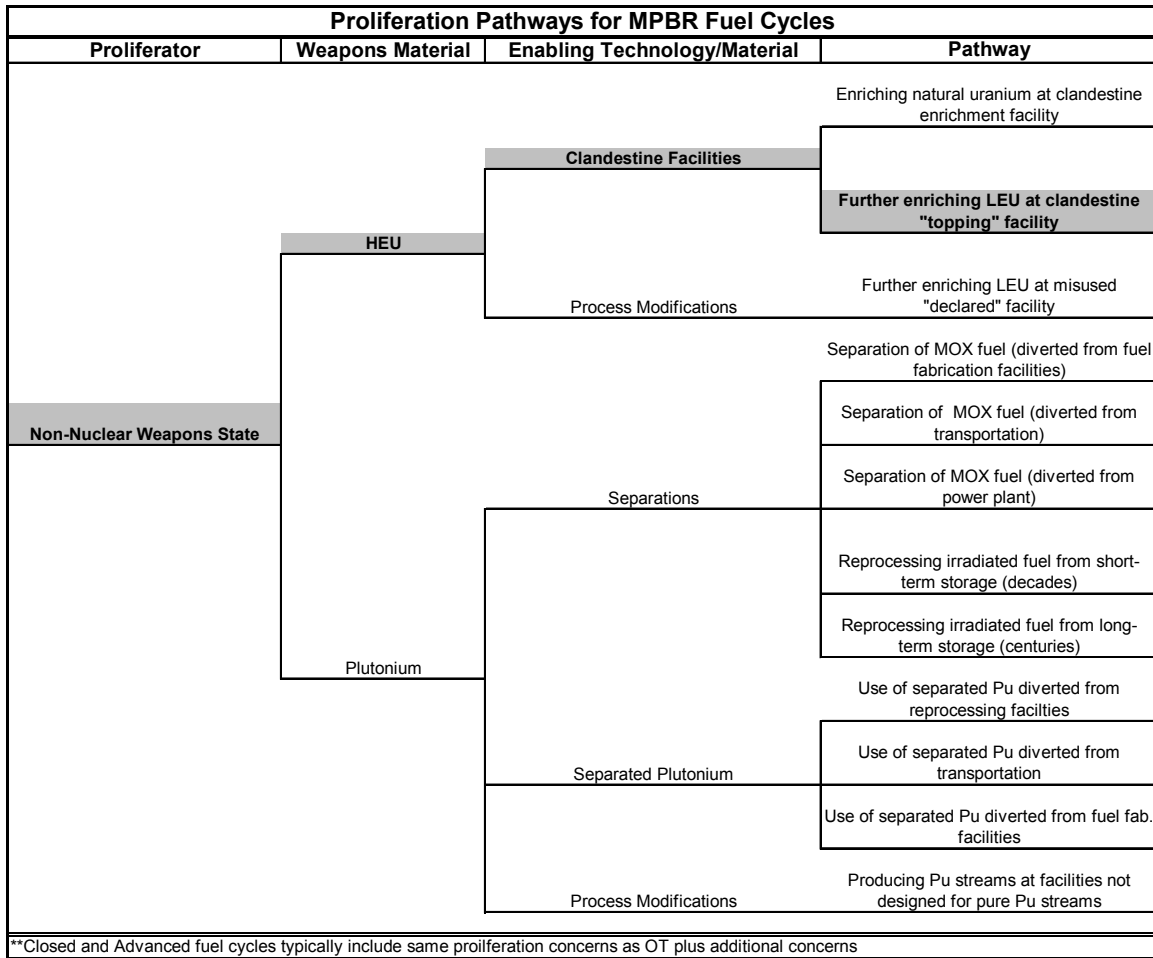 Proliferation Pathways for MPBR Fuel Cycles
Proliferator Weapons Material Enabling Technology/Material Pathway
Enriching natural uranium at clandestine
enrichment facility
Clandestine Facilities
Further enriching LEU at clandestine
"topping" facility
HEU
Further enriching LEU at misused
"declared" facility
Process Modifications
Separation of MOX fuel (diverted from fuel
fabrication facilities)
Non-Nuclear Weapons State
Separation of MOX fuel (diverted from
transportation)
Separation of MOX fuel (diverted from
power plant)
Separations
Reprocessing irradiated fuel from short-
term storage (decades)
Reprocessing irradiated fuel from long-
term storage (centuries)
Plutonium
Use of separated Pu diverted from
reprocessing facilties
Use of separated Pu diverted from
transportation
Separated Plutonium
Use of separated Pu diverted from fuel fab.
facilities
Producing Pu streams at facilities not
designed for pure Pu streams
Process Modifications
**Closed and Advanced fuel cycles typically include same proilferation concerns as OT plus additional concerns